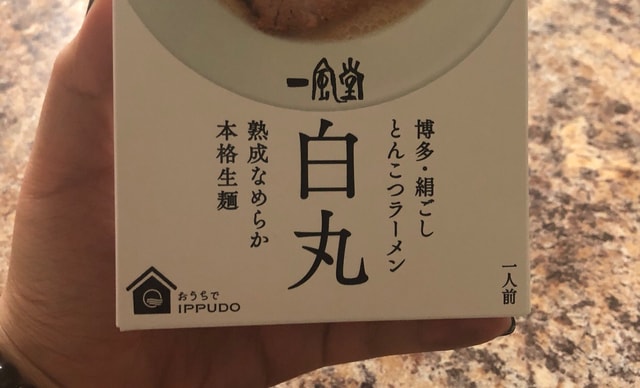 一風堂
博多・絹ごし
とんこつラーメン
白丸
熟成なめらか
本格生麺
一人前
おうちで
IPPUDO